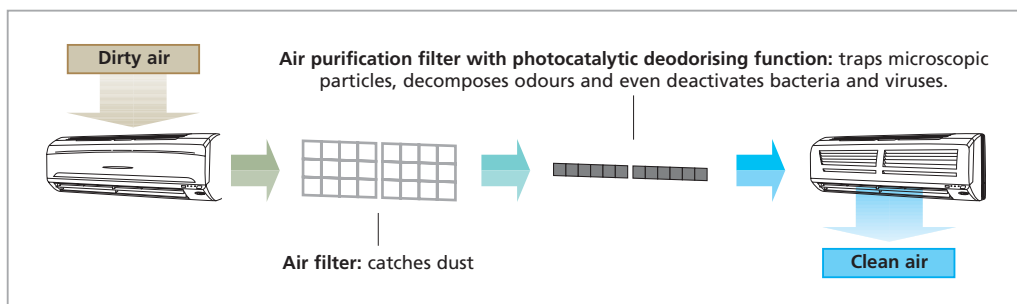 Dirty air
Air purification filter with photocatalytic deodorising function: traps microscopic
particles, decomposes odours and even deactivates bacteria and viruses.
Air filter: catches dust
Clean air